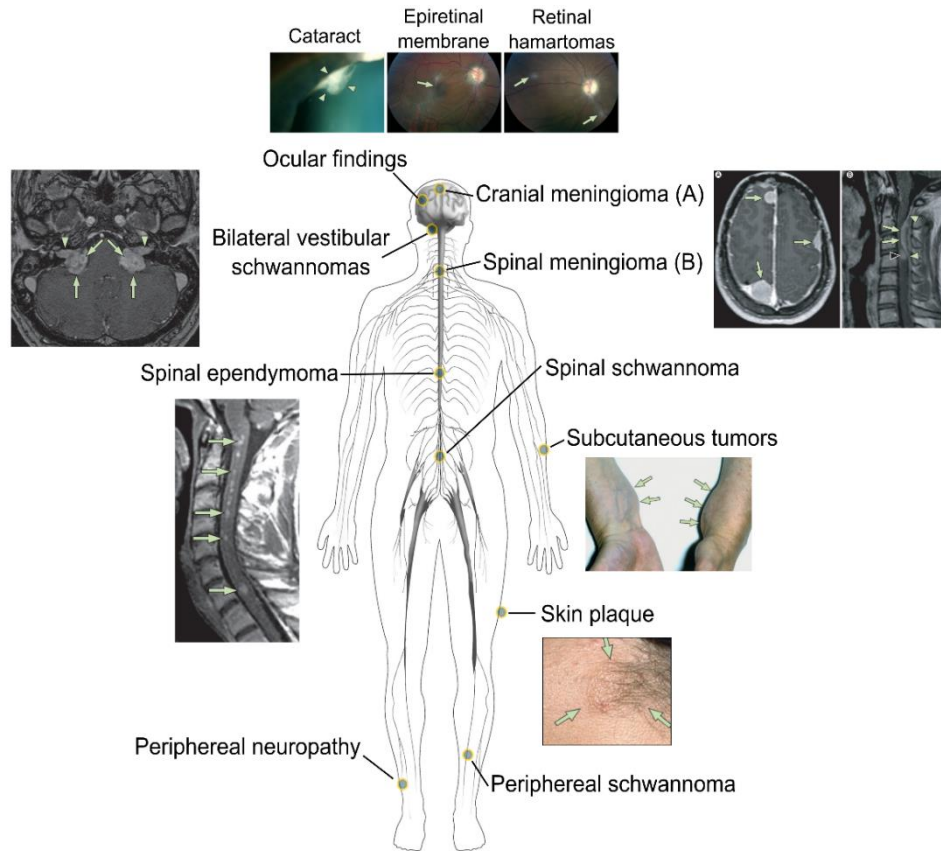 Cataract
Epiretinal
membrane
Retinal
hamartomas
Ocular findings
Cranial meningioma (A)
A
B
Bilateral vestibular
schwannomas
Spinal meningioma (B)
Spinal ependymoma
Spinal schwannoma
Subcutaneous tumors
Skin plaque
Periphereal neuropathy
Periphereal schwannoma